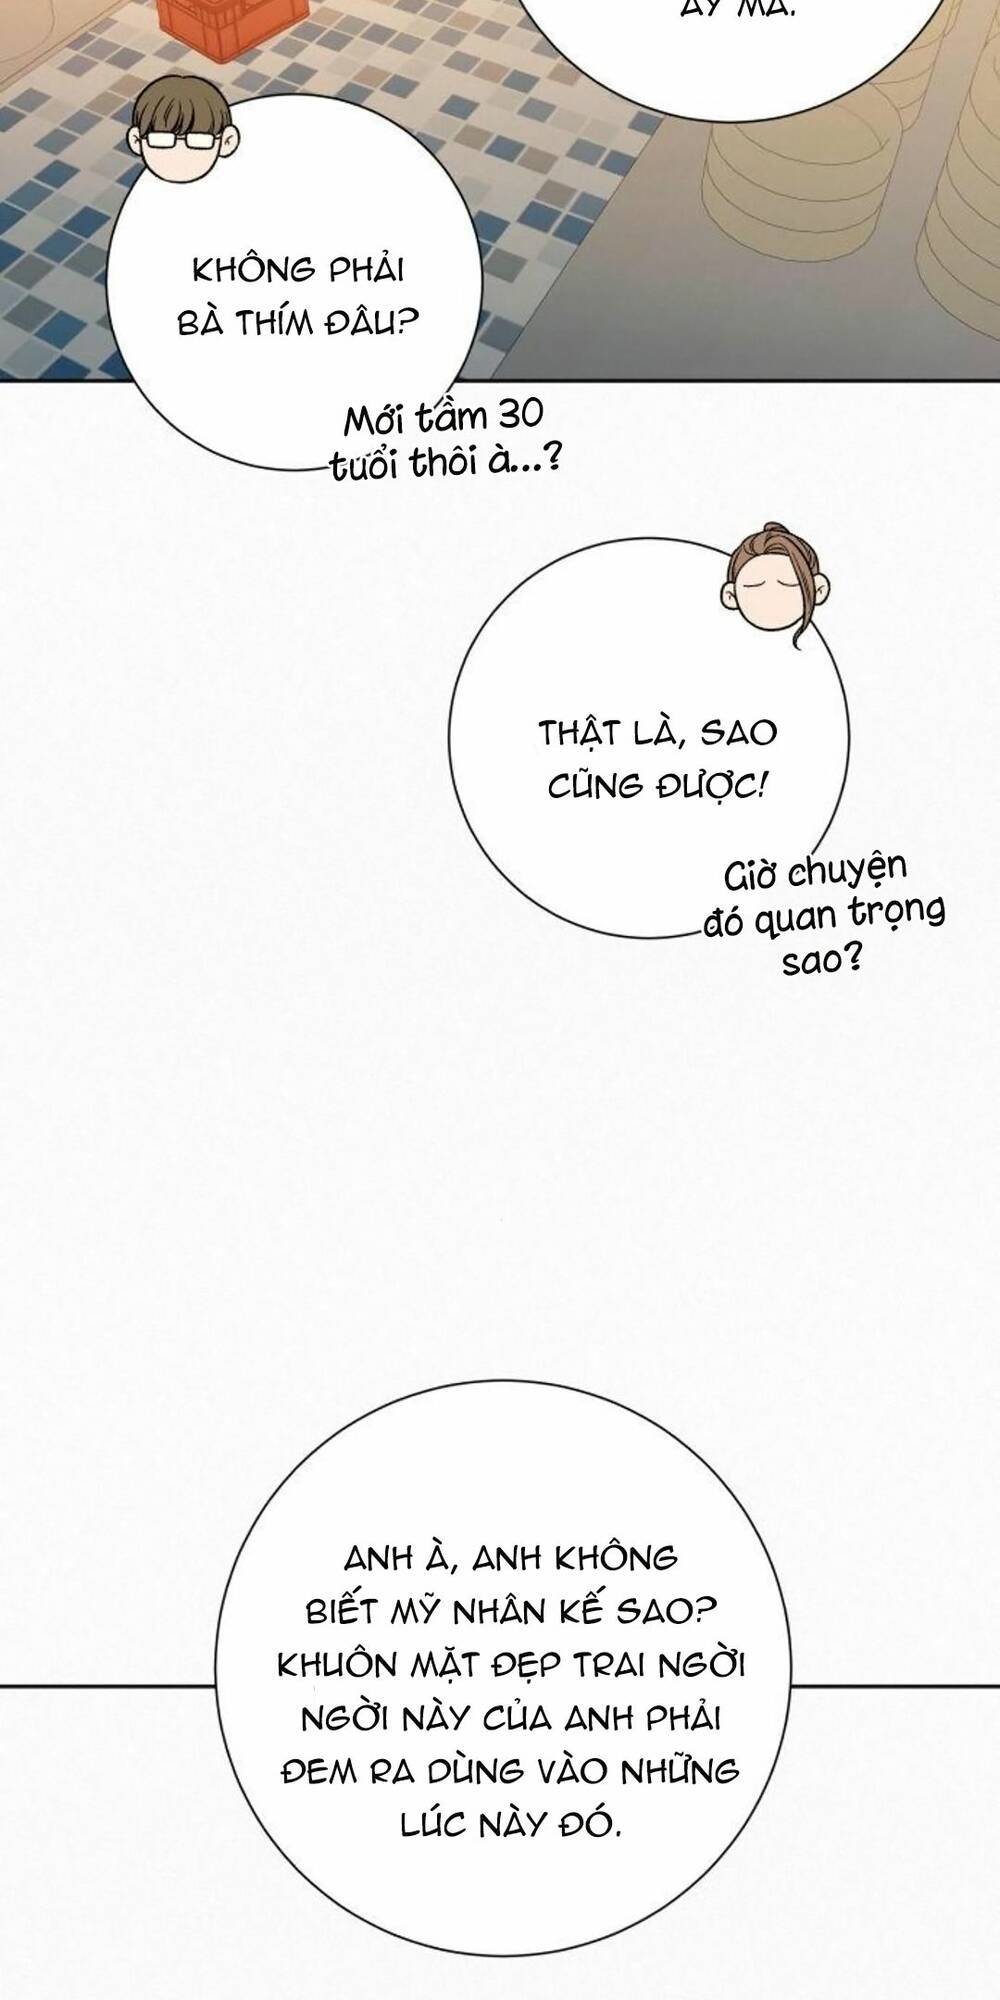 ẤY MÀ.
KHÔNG PHẢI
BÀ THÍM ĐÂU?
Mới tầm 30
tuổi thôi à...?
THẬT LÀ, SAO
CŨNG ĐƯỢC!
Giờ chuyện
đó quan trọng
sao?
ANH À, ANH KHÔNG
BIẾT MỸ NHÂN KẾ SAO?
KHUÔN MẶT ĐẸP TRAI NGỜI
NGỜI NÀY CỦA ANH PHẢI
ĐEM RA DÙNG VÀO NHỮNG
LÚC NÀY ĐÓ.